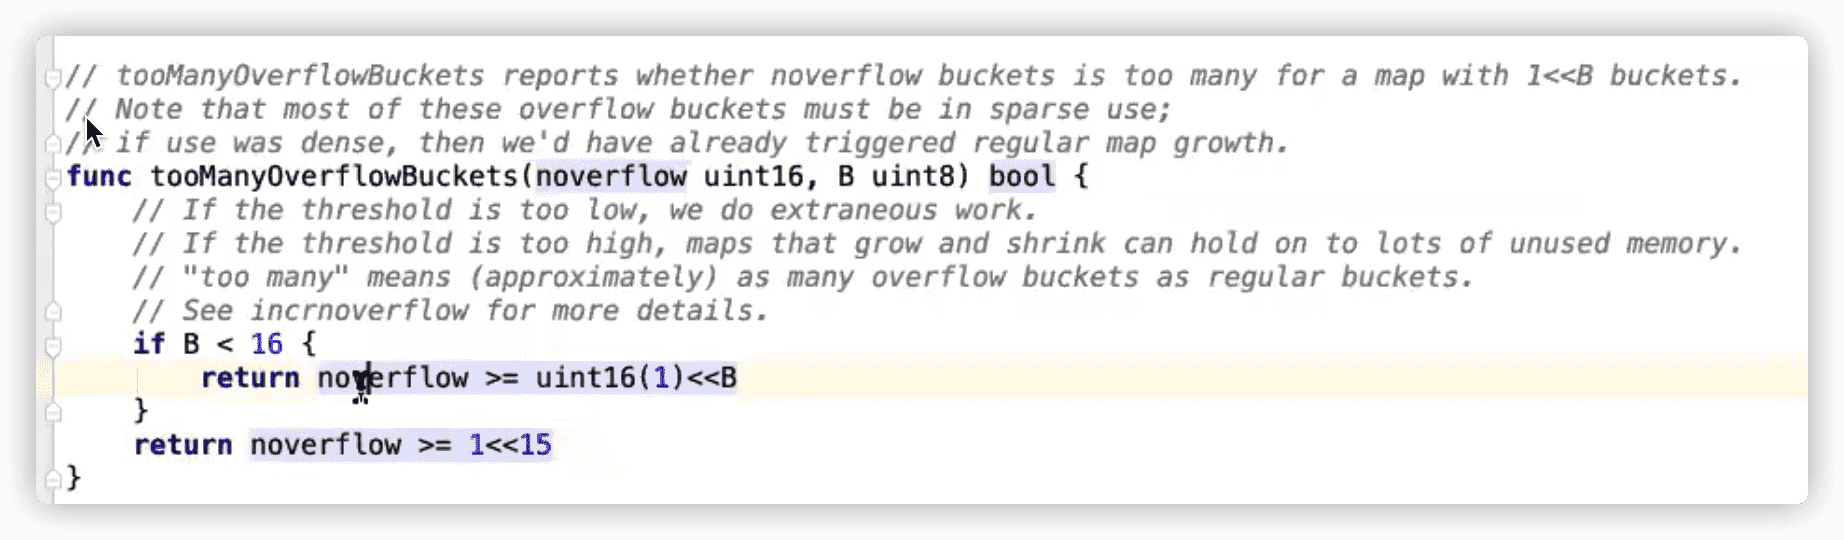 // tooManyOverflowBuckets reports whether noverflow buckets is too many for a map with 1<<B buckets.
// Note that most of these overflow buckets must be in sparse use;
// if use was dense, then we'd have already triggered regular map growth.
func tooManyOverflowBuckets(noverflow uint16, B uint8) bool {
    // If the threshold is too low, we do extraneous work.
    // If the threshold is too high, maps that grow and shrink can hold on to lots of unused memory.
    // "too many" means (approximately) as many overflow buckets as regular buckets.
    // See incrnoverflow for more details.
    if B < 16 {
        return noverflow >= uint16(1)<<B
    }
    return noverflow >= 1<<15
}